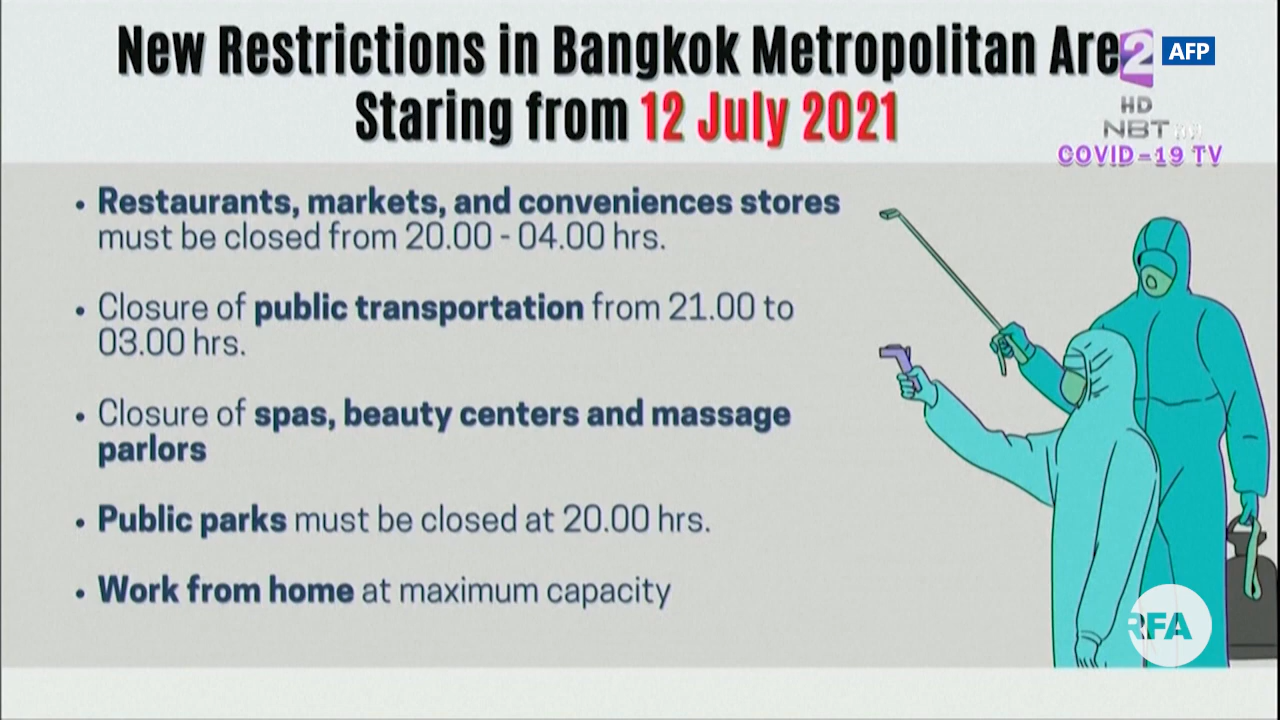 New Restrictions in Bangkok Metropolitan Are
Staring from 12 July 2021
2
AFP
HD
NBT
COVID-19 TV
• Restaurants, markets, and conveniences stores
must be closed from 20.00 - 04.00 hrs.
• Closure of public transportation from 21.00 to
03.00 hrs.
• Closure of spas, beauty centers and massage
parlors
• Public parks must be closed at 20.00 hrs.
• Work from home at maximum capacity
RFA